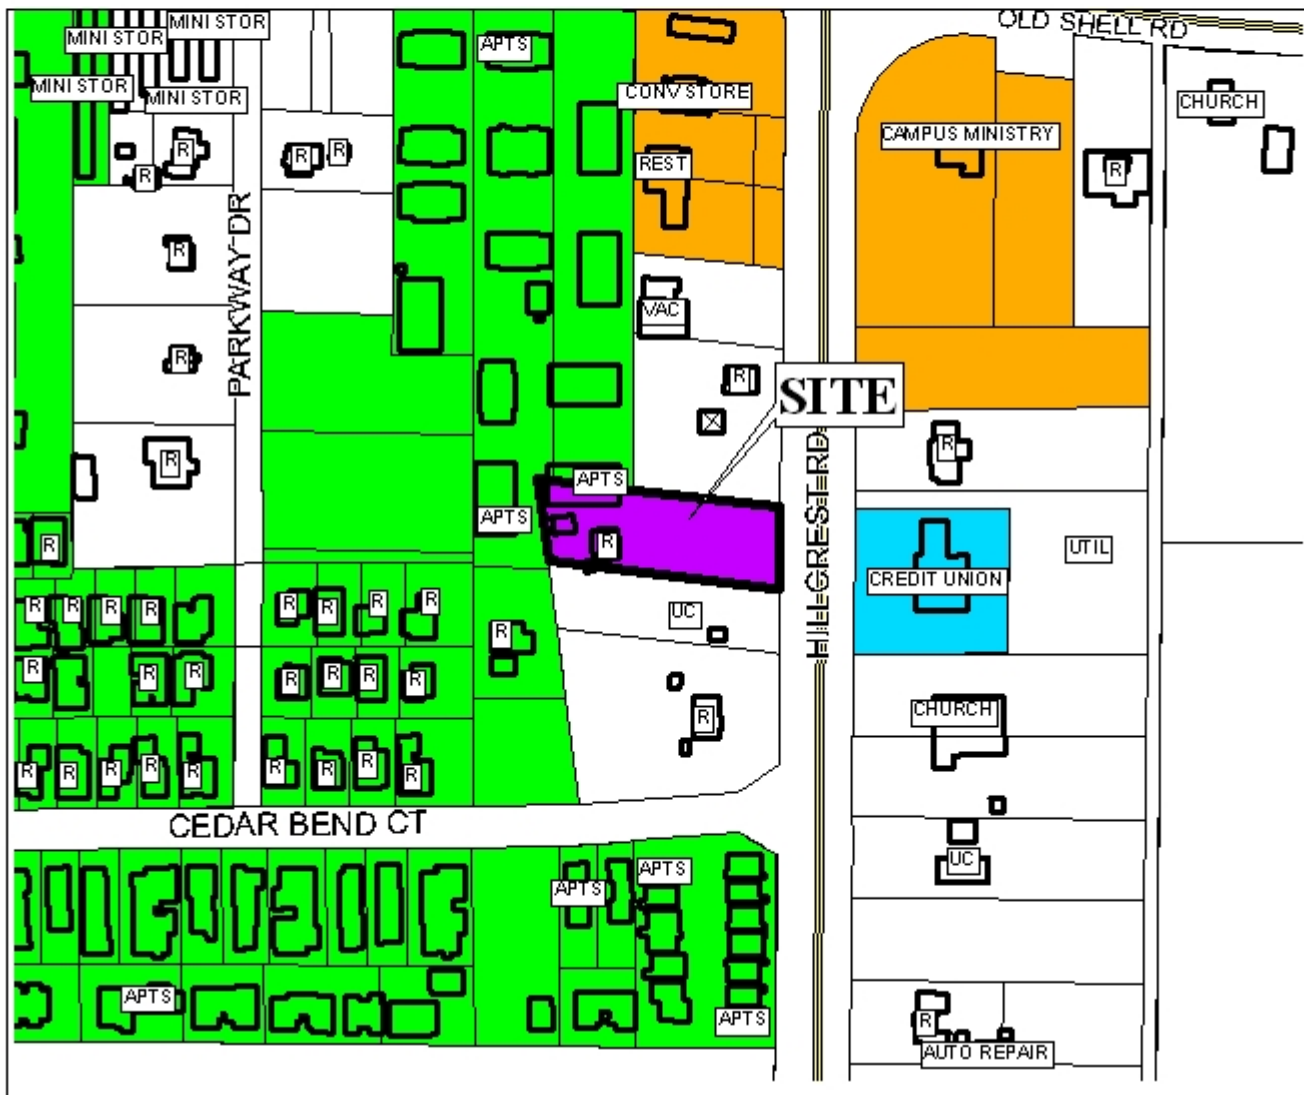 MINI STOR
OLD SHELL RD
MINI STOR
APTS
MINI STOR
CONV STORE
MINI STOR
CHURCH
CAMPUS MINISTRY
R
R
R
REST
R
R
PARKWAY DR
R
VAC
R
R
SITE
R
R
APTS
APTS
HILLCREST RD
R
R
UTIL
CREDIT UNION
R
R
R
R
R
R
R
R
UC
R
R
R
R
R
R
R
R
CHURCH
R
R
R
R
R
R
R
R
R
R
CEDAR BEND CT
UC
APTS
APTS
APTS
APTS
R
AUTO REPAIR